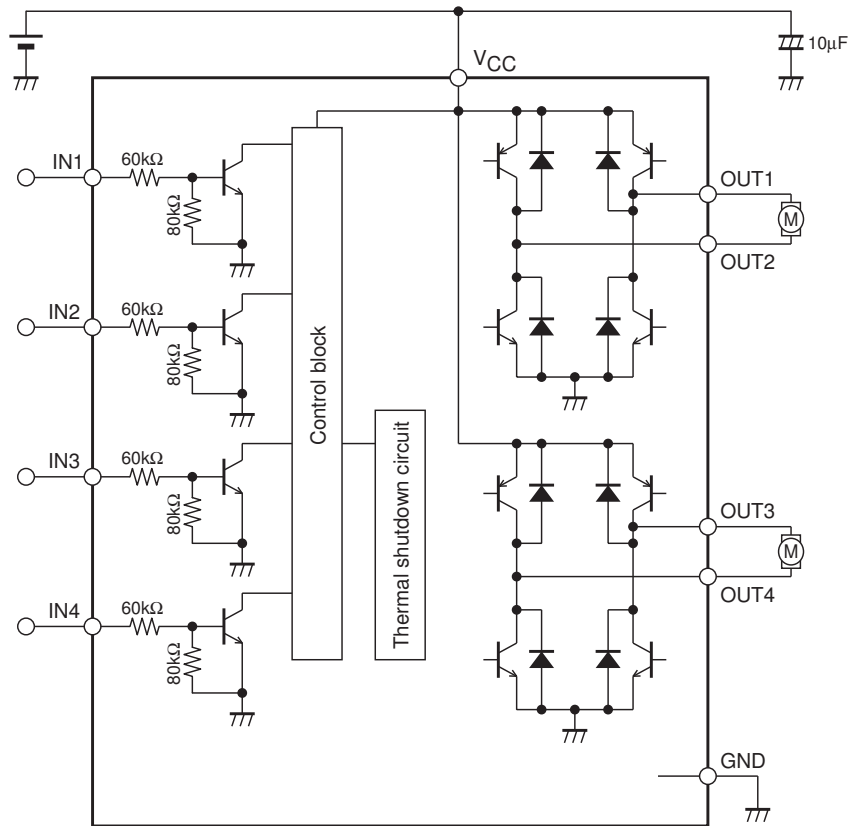 10µF
VCC
IN1
60kΩ
80kΩ
OUT1
M
OUT2
IN2
60kΩ
80kΩ
Control block
Thermal shutdown circuit
IN3
60kΩ
80kΩ
OUT3
M
OUT4
IN4
60kΩ
80kΩ
GND